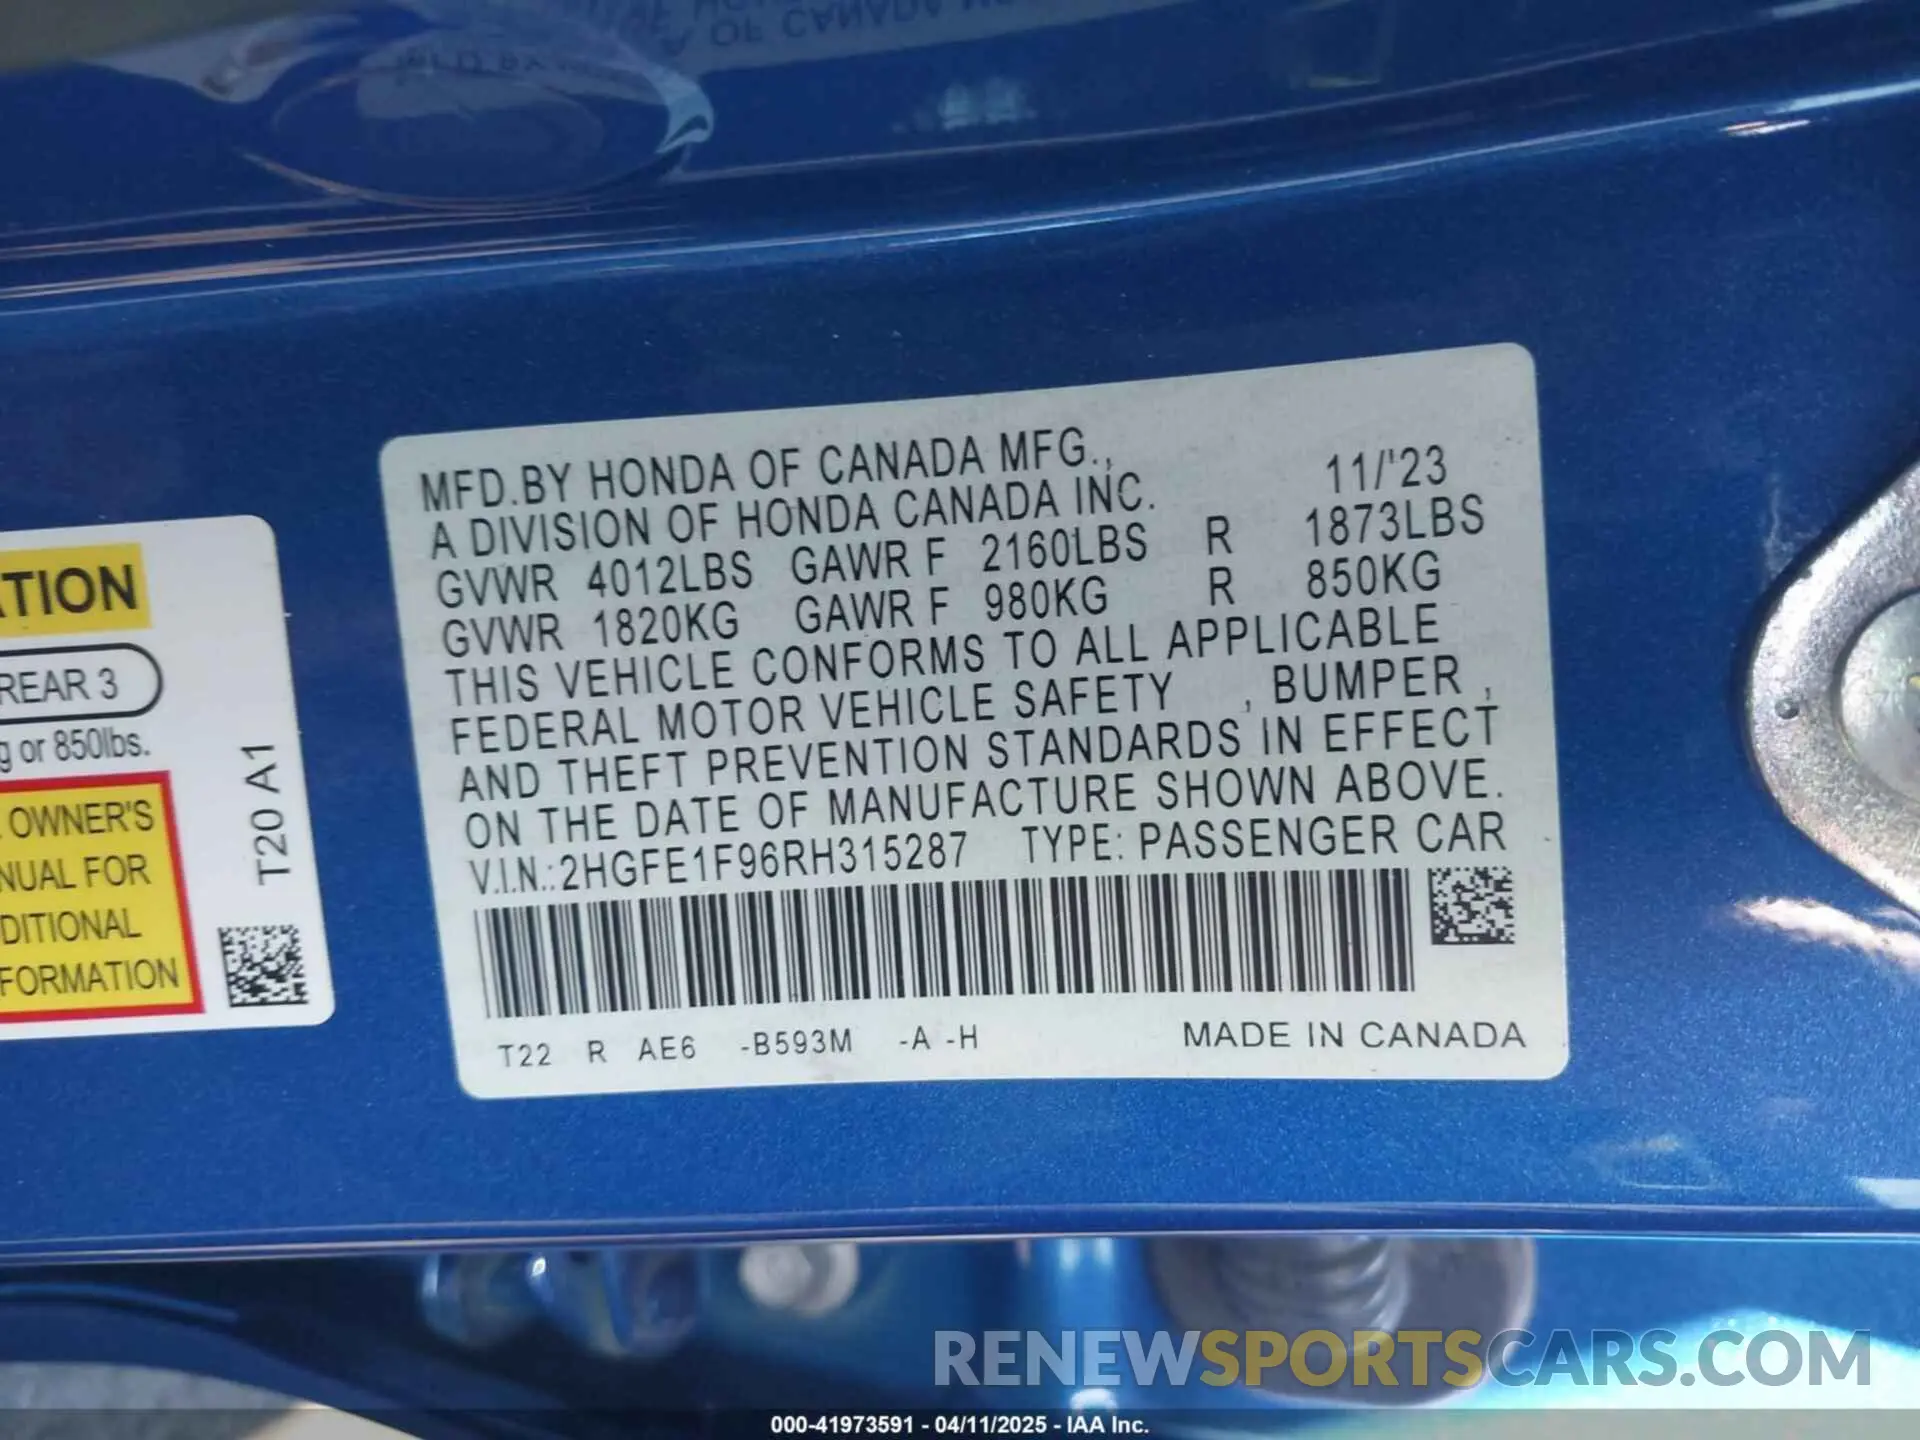 MFD.BY HONDA OF CANADA MFG., 11/'23
A DIVISION OF HONDA CANADA INC.
GVWR 4012LBS GAWR F 2160LBS R 1873LBS
GVWR 1820KG GAWR F 980KG R 850KG
THIS VEHICLE CONFORMS TO ALL APPLICABLE
FEDERAL MOTOR VEHICLE SAFETY , BUMPER ,
AND THEFT PREVENTION STANDARDS IN EFFECT
ON THE DATE OF MANUFACTURE SHOWN ABOVE.
V.I.N.: 2HGFE1F96RH315287 TYPE: PASSENGER CAR
T22 R AE6 -B593M -A -H MADE IN CANADA
ATION
REAR 3
g or 850lbs.
OWNER'S
NUAL FOR
DITIONAL
FORMATION
T20 A1
RENEWSPORTSCARS.COM
000-41973591 - 04/11/2025 - IAA Inc.